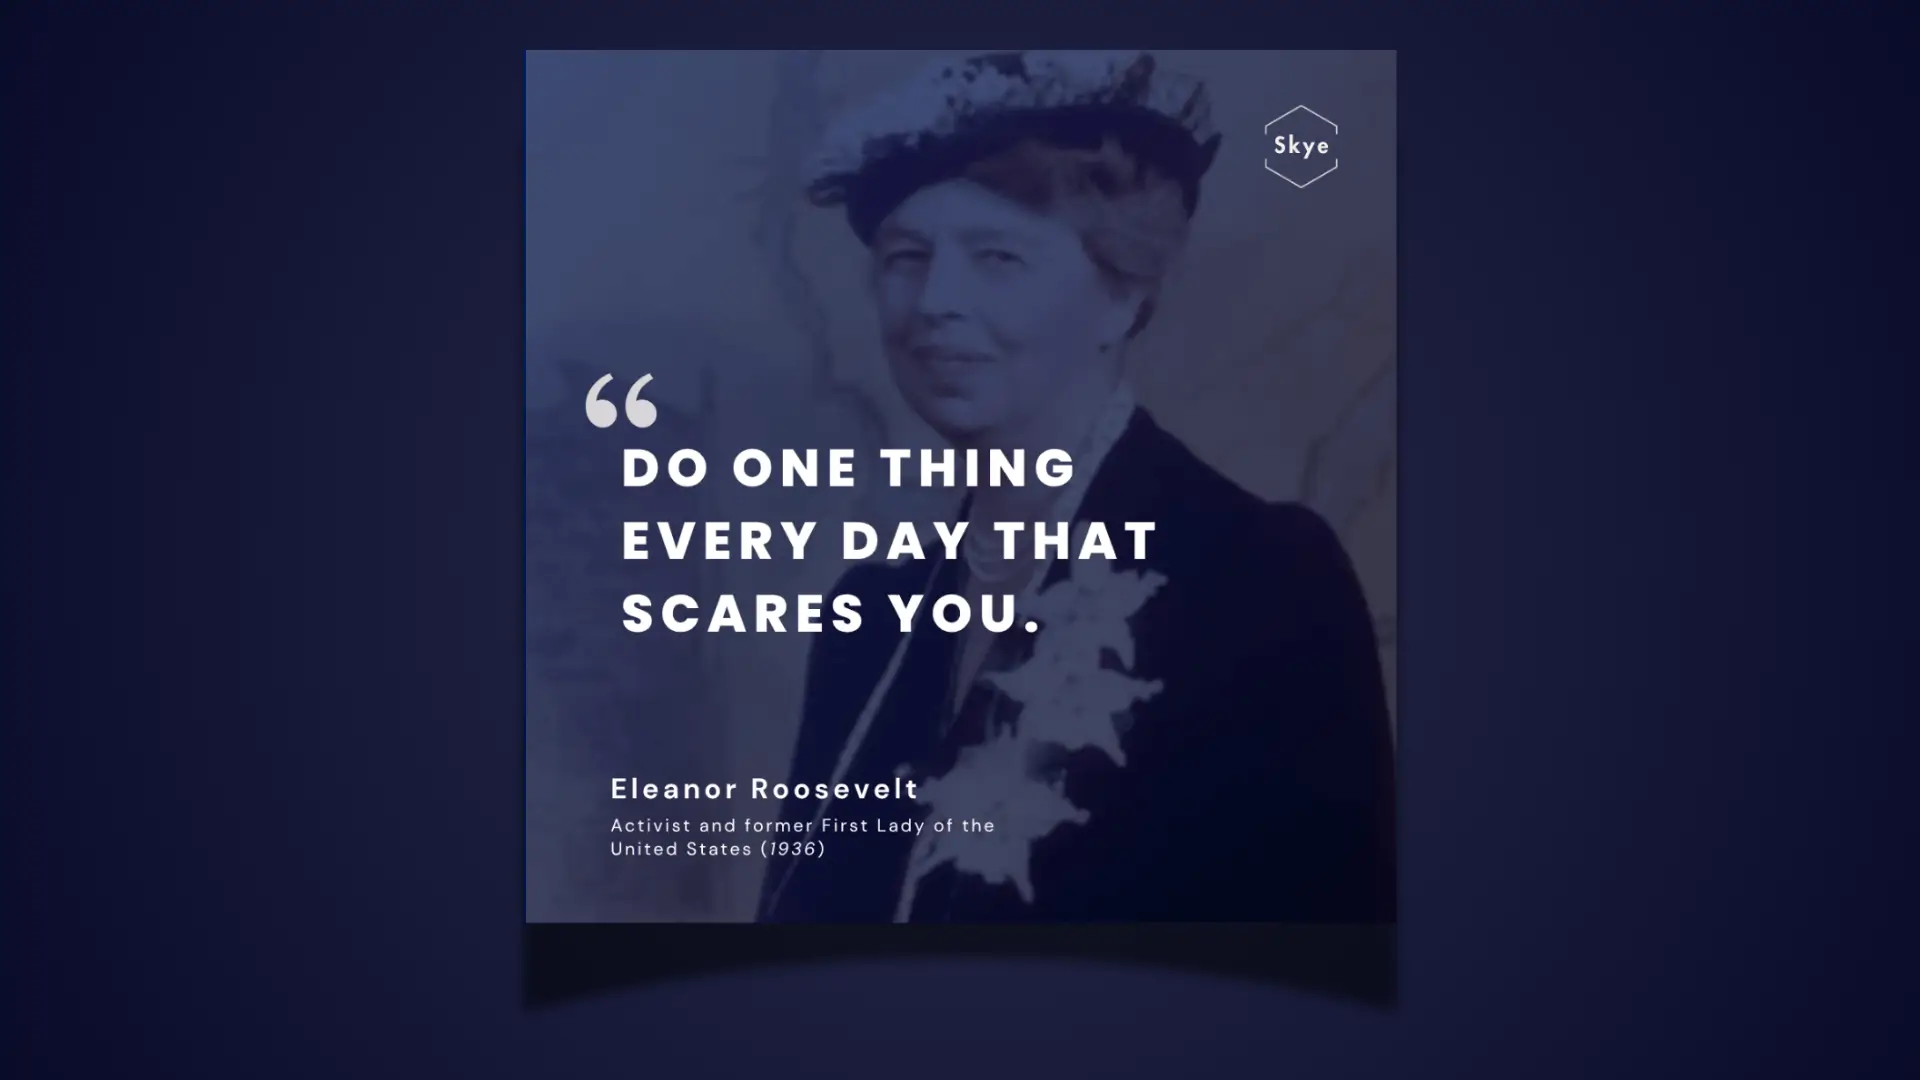 Skye
“
DO ONE THING
EVERY DAY THAT
SCARES YOU.
Eleanor Roosevelt
Activist and former First Lady of the
United States (1936)